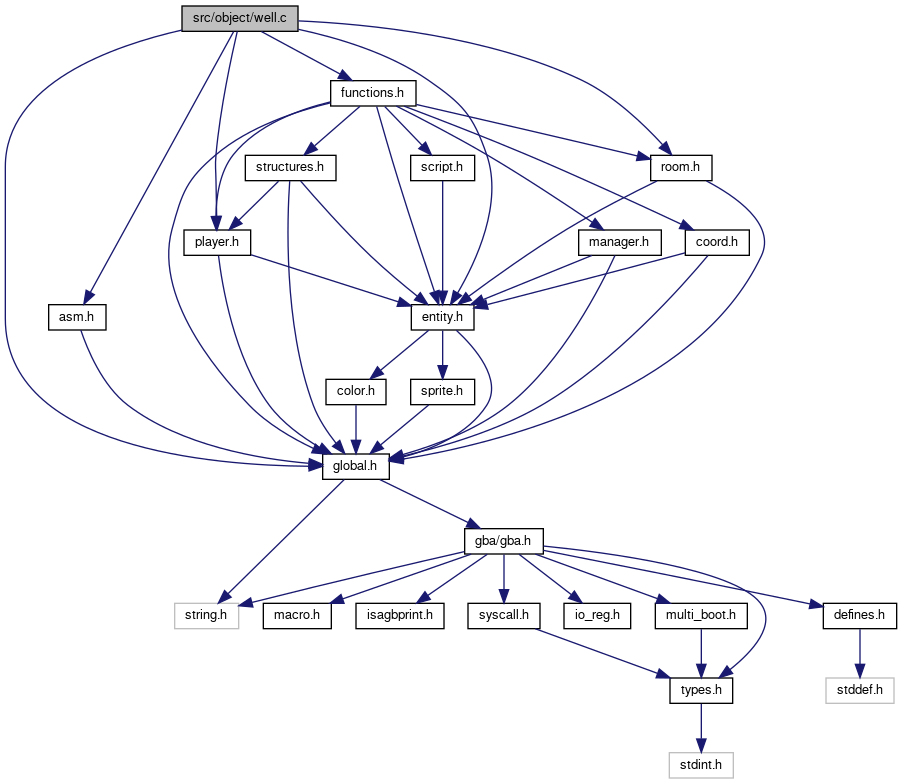 src/object/well.c
functions.h
structures.h
script.h
room.h
player.h
manager.h
coord.h
asm.h
entity.h
color.h
sprite.h
global.h
gba/gba.h
string.h
macro.h
isagbprint.h
syscall.h
io_reg.h
multi_boot.h
defines.h
types.h
stddef.h
stdint.h